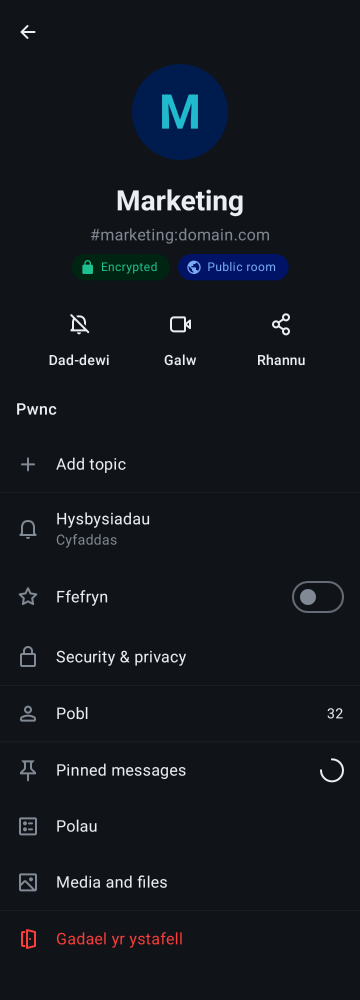 M
Marketing
#marketing:domain.com
Encrypted Public room
Dad-dewi Galw Rhannu
Pwnc
Add topic
Hysbysiadau
Cyfaddas
Ffefryn
Security & privacy
Pobl 32
Pinned messages
Polau
Media and files
Gadael yr ystafell